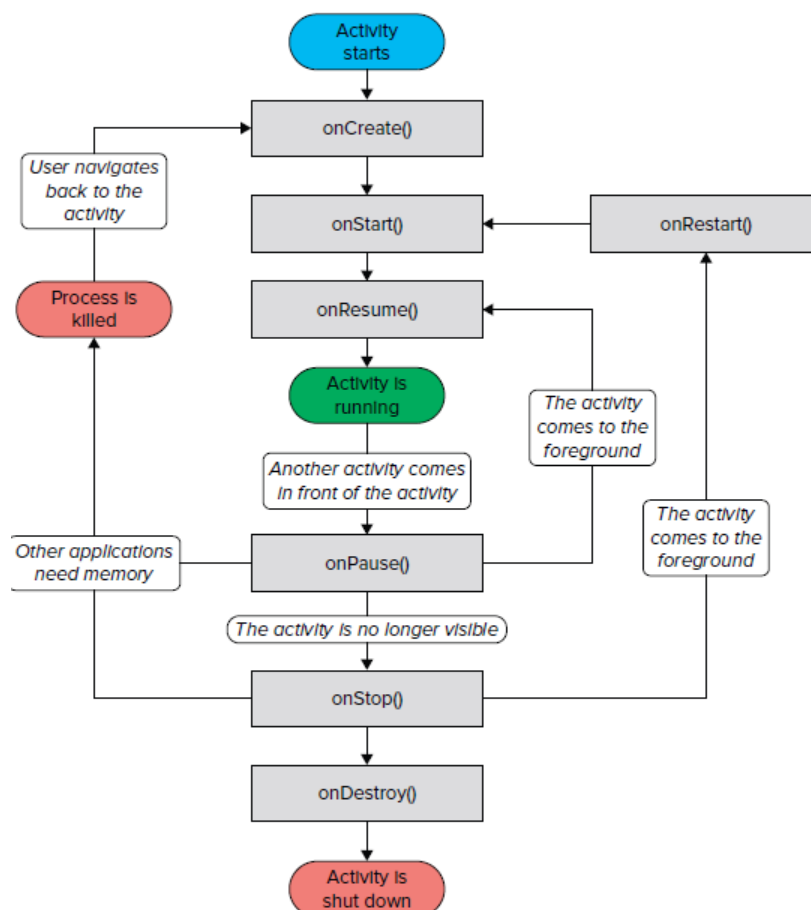 Activity
starts
onCreate()
User navigates
back to the
activity
onStart()
onRestart()
Process is
killed
onResume()
Activity is
running
The activity
comes to the
foreground
Another activity comes
in front of the activity
The activity
comes to the
foreground
Other applications
need memory
onPause()
The activity is no longer visible
onStop()
onDestroy()
Activity is
shut down